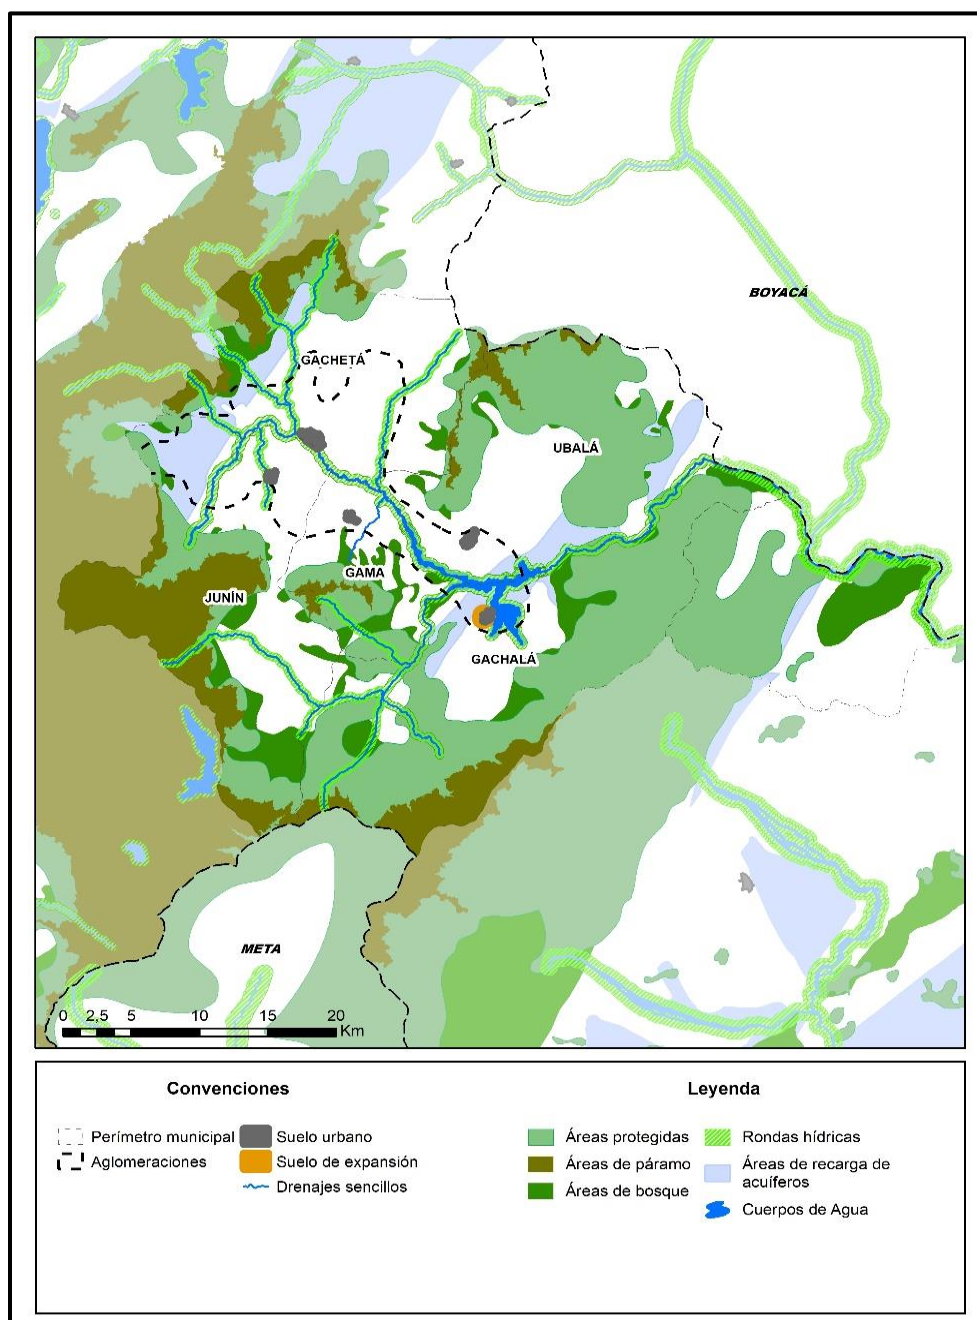 BOYACÁ
GACHETÁ
UBALÁ
GAMA
JUNÍN
GACHALÁ
META
0 2,5 5 10 15 20
Km
Convenciones
Perímetro municipal
Aglomeraciones
Suelo urbano
Suelo de expansión
Drenajes sencillos
Leyenda
Áreas protegidas
Áreas de páramo
Áreas de bosque
Rondas hídricas
Áreas de recarga de
acuíferos
Cuerpos de Agua